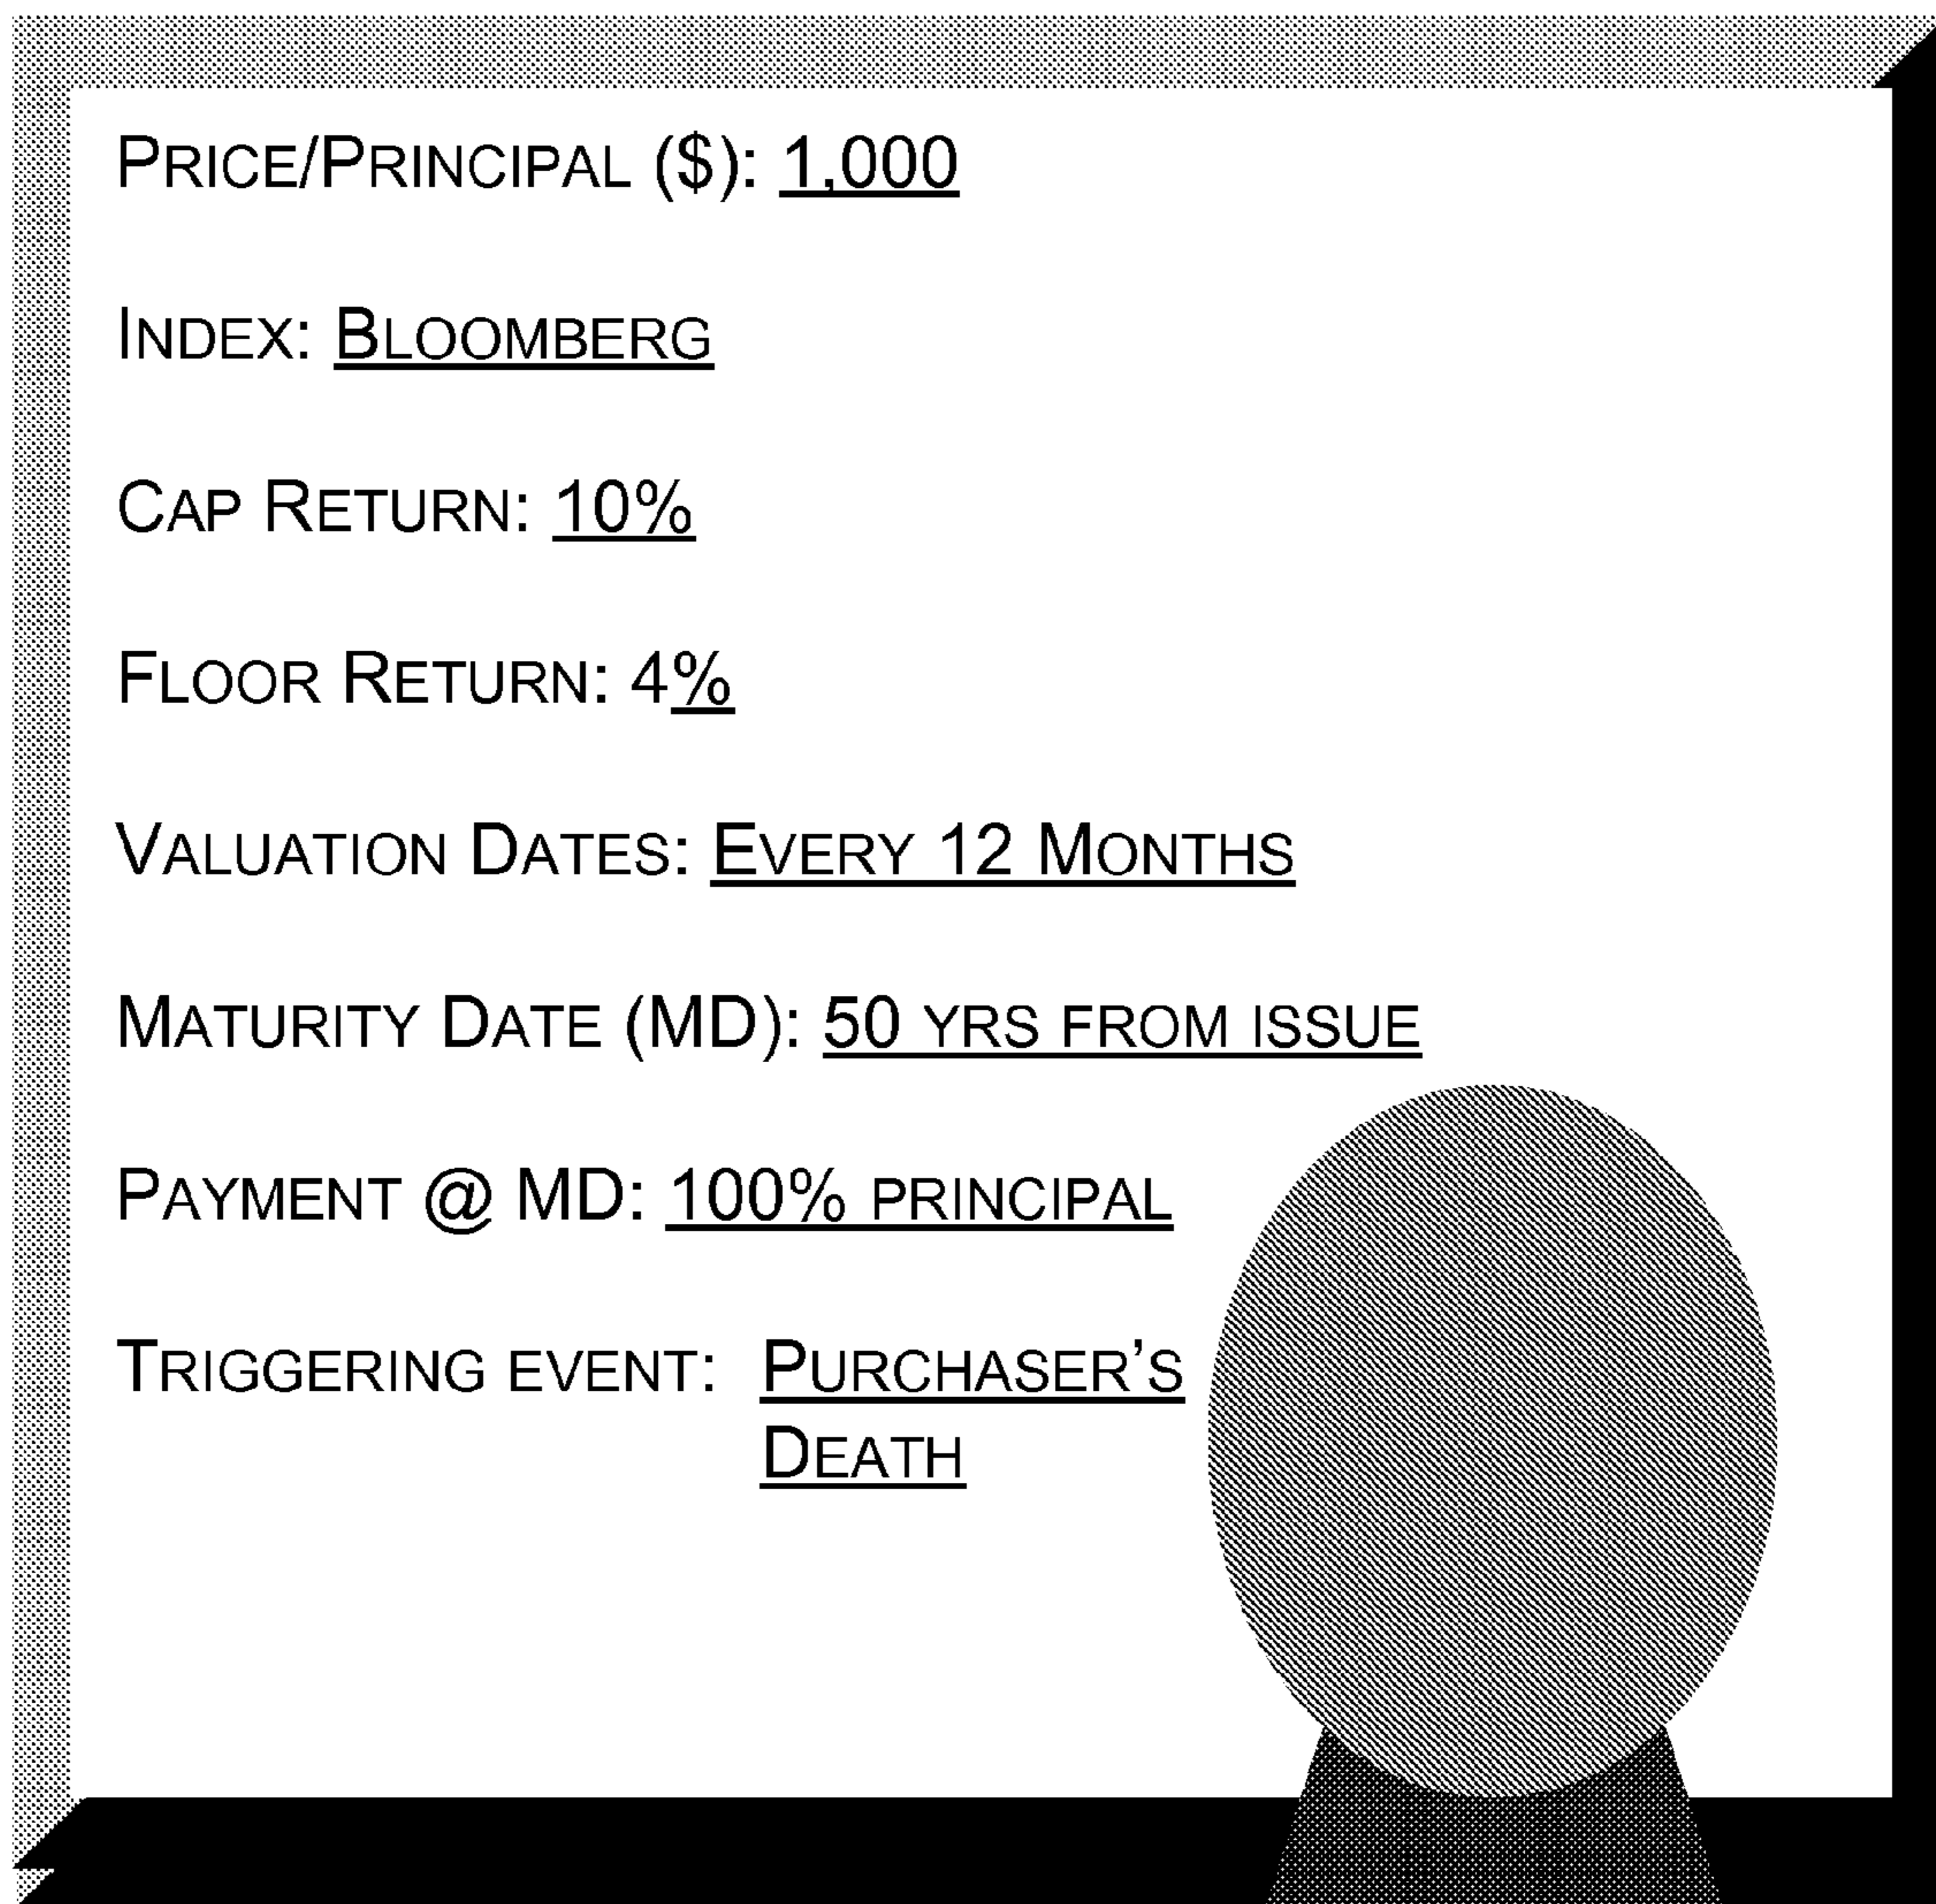 PRICE/PRINCIPAL ($): 1,000
INDEX: BLOOMBERG
CAP RETURN: 10%
FLOOR RETURN: 4%
VALUATION DATES: EVERY 12 MONTHS
MATURITY DATE (MD): 50 YRS FROM ISSUE
PAYMENT @ MD: 100% PRINCIPAL
TRIGGERING EVENT: PURCHASER'S
DEATH